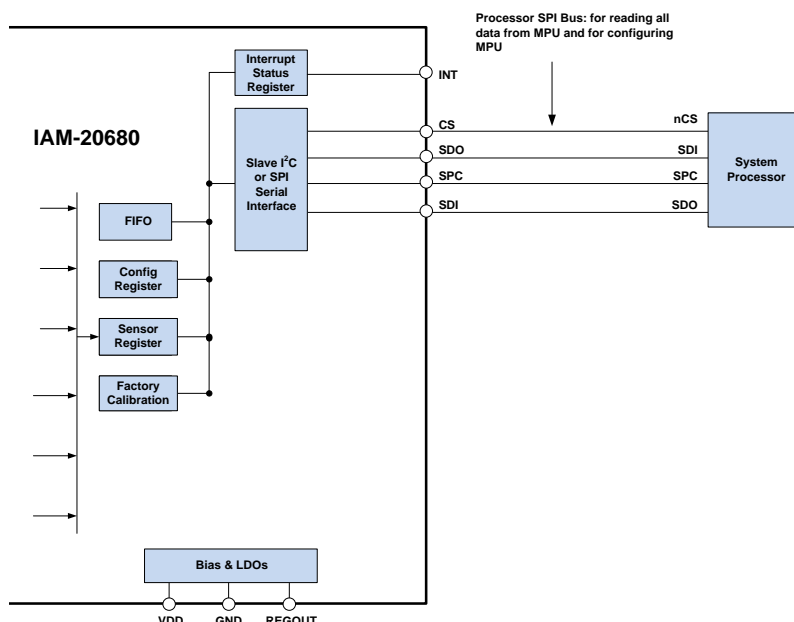 Processor SPI Bus: for reading all
data from MPU and for configuring
MPU
Interrupt
Status
Register
INT
IAM-20680
CS
nCS
SDO
SDI
SPC
SPC
SDI
SDO
Slave I²C
or SPI
Serial
Interface
System
Processor
FIFO
Config
Register
Sensor
Register
Factory
Calibration
Bias & LDOs
VDD
GND
REGOUT